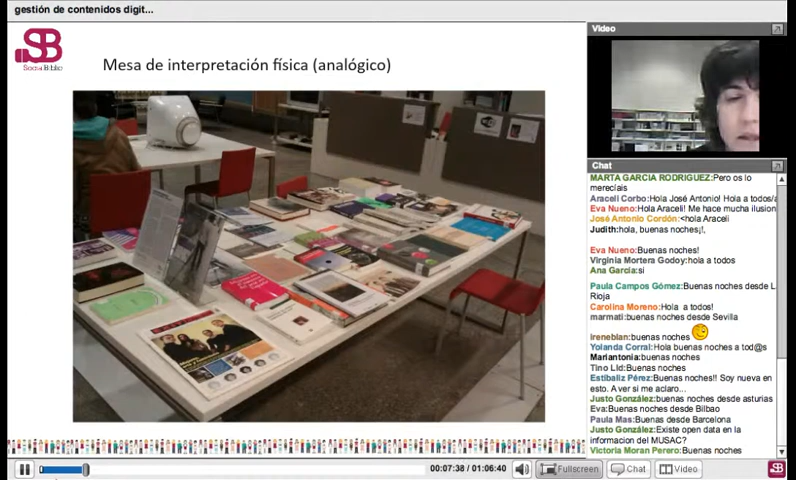 gestión de contenidos digit...
SB
Social Biblio
Mesa de interpretación física (analógico)
Video
Chat
MARTA GARCIA RODRIGUEZ:Pero os lo
merecíais
Araceli Corbo:Hola José Antonio! Hola a todos/a
Eva Nueno:Hola Araceli! Me hace mucha ilusion
José Antonio Cordón:<hola Araceli
Judith:hola, buenas noches¡!,
Eva Nueno:Buenas noches!
Virginia Mortera Godoy:hola a todos
Ana García:si
Paula Campos Gómez:Buenas noches desde L
Rioja
Carolina Moreno:Hola a todos!
marmati:buenas noches desde Sevilla
irenebian:buenas noches
Yolanda Corral:Hola buenas noches a tod@s
Mariantonia:buenas noches
Tino Lld:Buenas noches
Estíbaliz Pérez:Buenas noches!! Soy nueva en
esto. A ver si me aclaro...
Justo González:buenas noches desde asturias
Eva:Buenas noches desde Bilbao
Paula Mas:Buenas desde Barcelona
Justo González:Existe open data en la
informacion del MUSAC?
Victoria Moran Perero:Buenas noches
00:07:38 / 01:06:40
Fullscreen
Chat
Video
SB